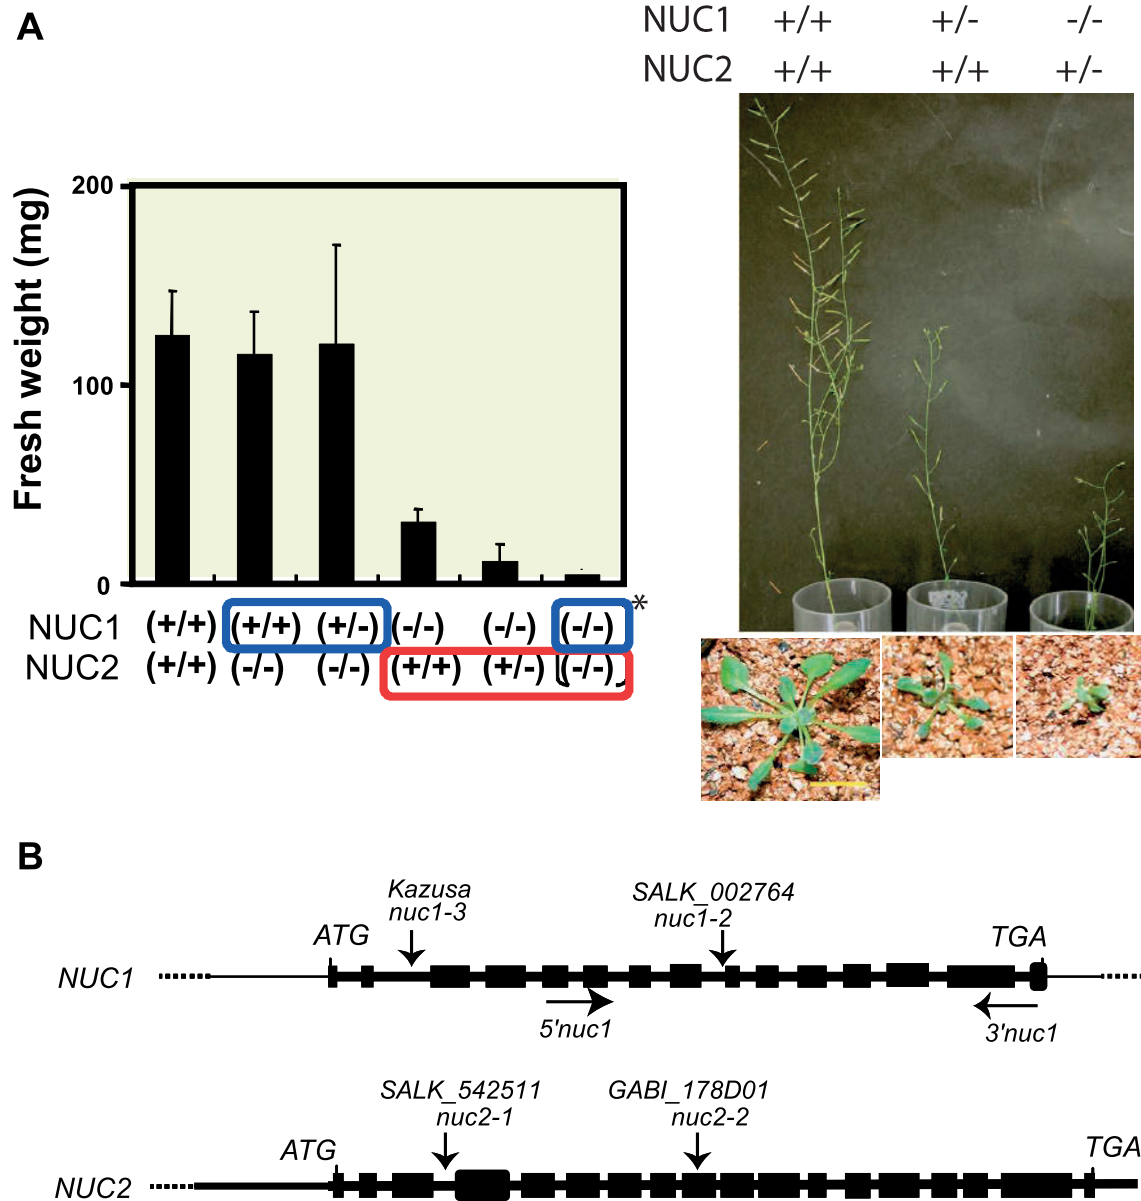 A
NUC1 +/+ +/- -/-
NUC2 +/+ +/+ +/-
Fresh weight (mg)
200
100
0
NUC1 (+/+) (+/+) (+/-) (-/-) (-/-) (-/-) *
NUC2 (+/+) (-/-) (-/-) (+/+) (+/-) (-/-)
B
Kazusa
nuc1-3
SALK_002764
nuc1-2
ATG
TGA
NUC1
5'nuc1
3'nuc1
SALK_542511
nuc2-1
GABI_178D01
nuc2-2
ATG
TGA
NUC2